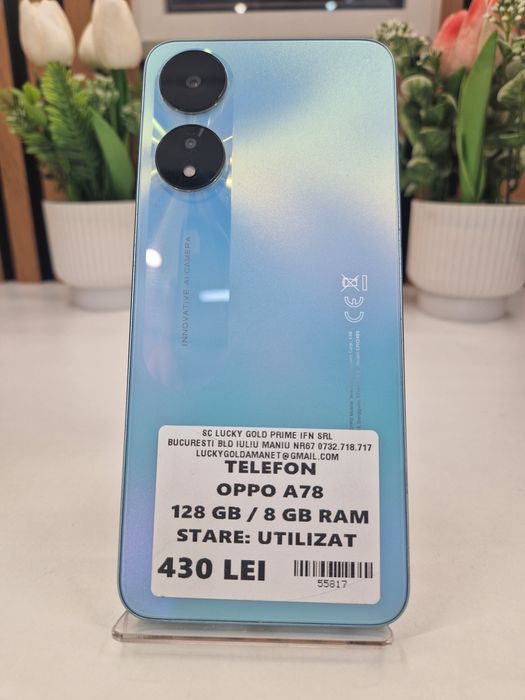 INNOVATIVE AI CAMERA
CE
SC LUCKY GOLD PRIME IFN SRL
BUCURESTI BLD IULIU MANIU NR67 0732.718.717
LUCKYGOLDAMANET@GMAIL.COM
TELEFON
OPPO A78
128 GB / 8 GB RAM
STARE: UTILIZAT
430 LEI
55817